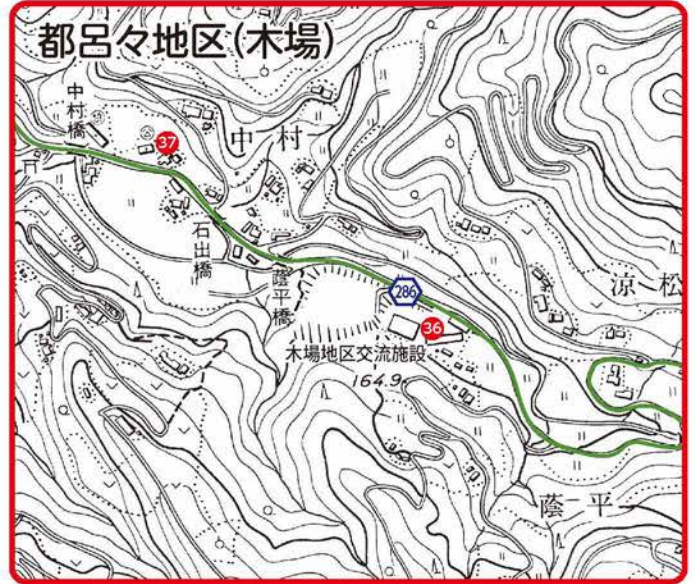 都呂々地区(木場)
中村橋
37
中村
石出橋
蔭平橋
286
涼松
36
木場地区交流施設
164.9
蔭平